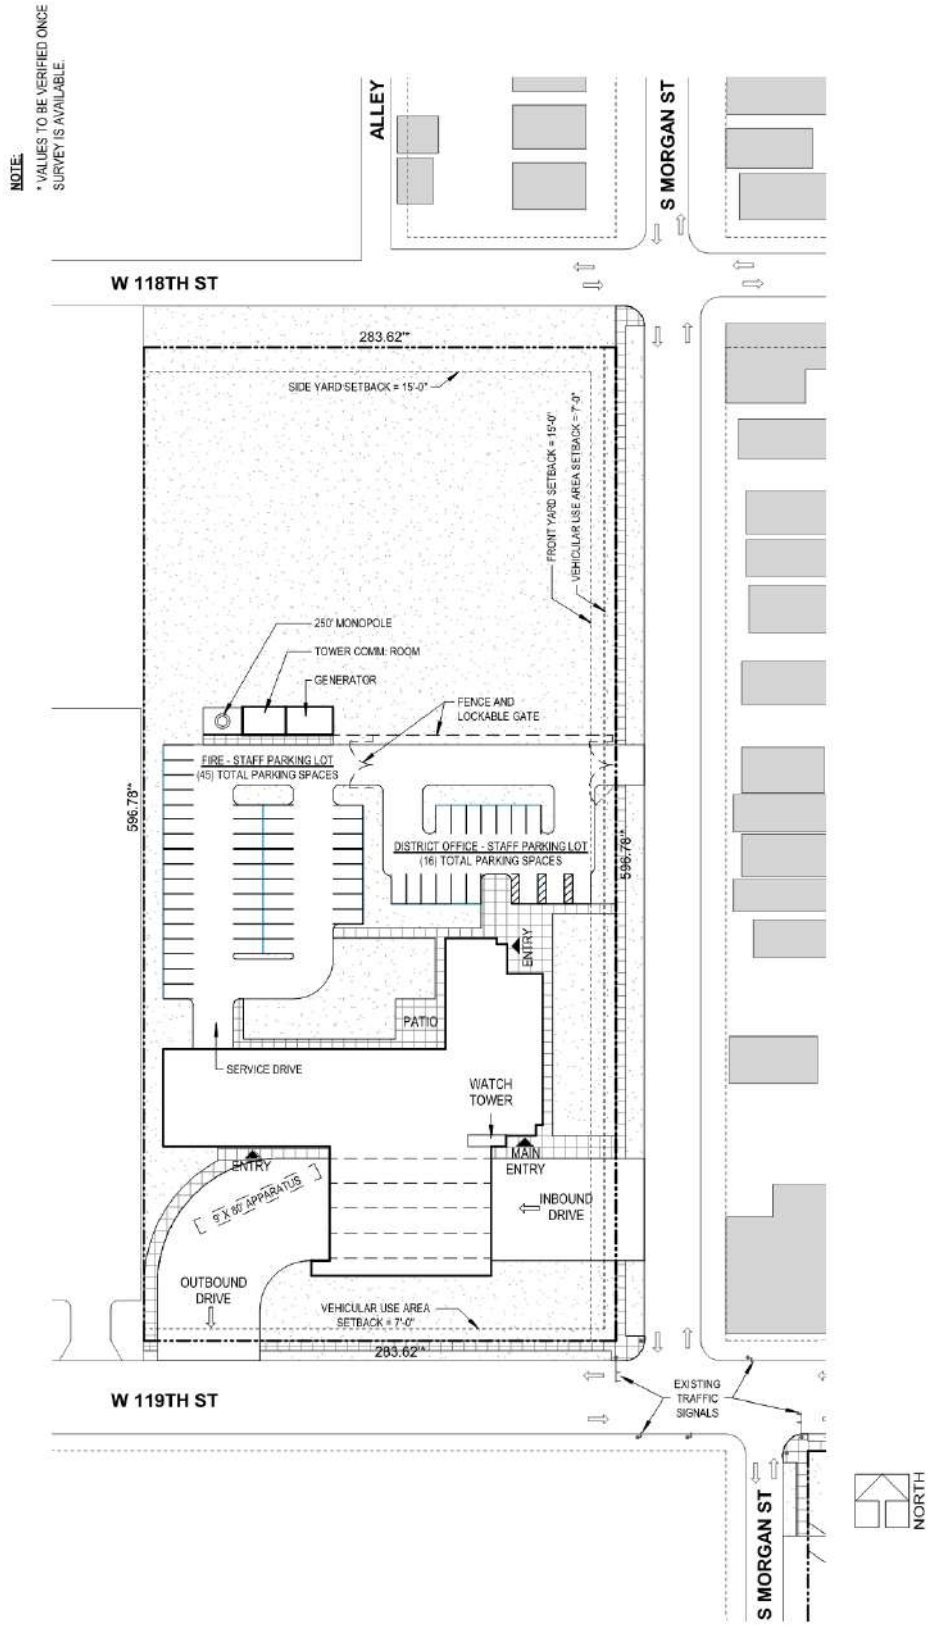 NOTE:
* VALUES TO BE VERIFIED ONCE
SURVEY IS AVAILABLE.
ALLEY
S MORGAN ST
W 118TH ST
283.62'*
SIDE YARD SETBACK = 15'-0"
FRONT YARD SETBACK = 15'-0"
VEHICULAR USE AREA SETBACK = 7'-0"
250' MONOPOLE
TOWER COMM. ROOM
GENERATOR
FENCE AND
LOCKABLE GATE
FIRE - STAFF PARKING LOT
(45) TOTAL PARKING SPACES
596.78'*
DISTRICT OFFICE - STAFF PARKING LOT
(16) TOTAL PARKING SPACES
596.78'*
ENTRY
PATIO
SERVICE DRIVE
WATCH
TOWER
ENTRY
MAIN
ENTRY
9' X 80' APPARATUS
INBOUND
DRIVE
OUTBOUND
DRIVE
VEHICULAR USE AREA
SETBACK = 7'-0"
283.62'*
W 119TH ST
EXISTING
TRAFFIC
SIGNALS
S MORGAN ST
NORTH